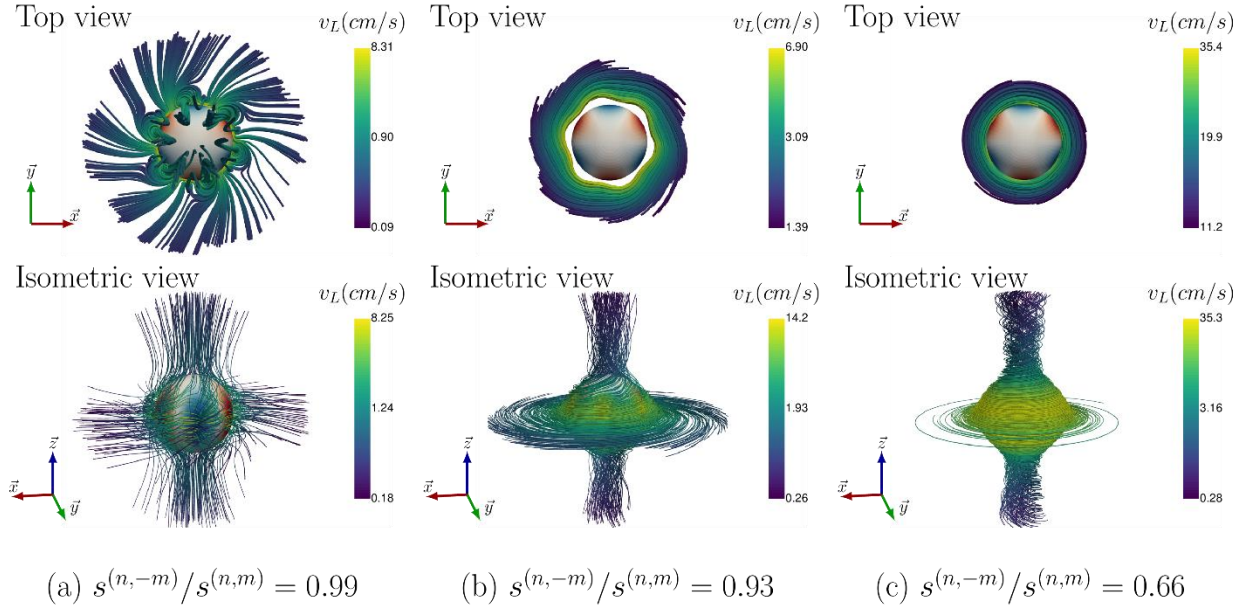 Top view
v_L(cm/s)
8.31
0.90
0.09
y⃗
x⃗
Top view
v_L(cm/s)
6.90
3.09
1.39
y⃗
x⃗
Top view
v_L(cm/s)
35.4
19.9
11.2
y⃗
x⃗
Isometric view
v_L(cm/s)
8.25
1.24
0.18
z⃗
x⃗
y⃗
Isometric view
v_L(cm/s)
14.2
1.93
0.26
z⃗
x⃗
y⃗
Isometric view
v_L(cm/s)
35.3
3.16
0.28
z⃗
x⃗
y⃗
(a) s^(n,−m)/s^(n,m) = 0.99
(b) s^(n,−m)/s^(n,m) = 0.93
(c) s^(n,−m)/s^(n,m) = 0.66